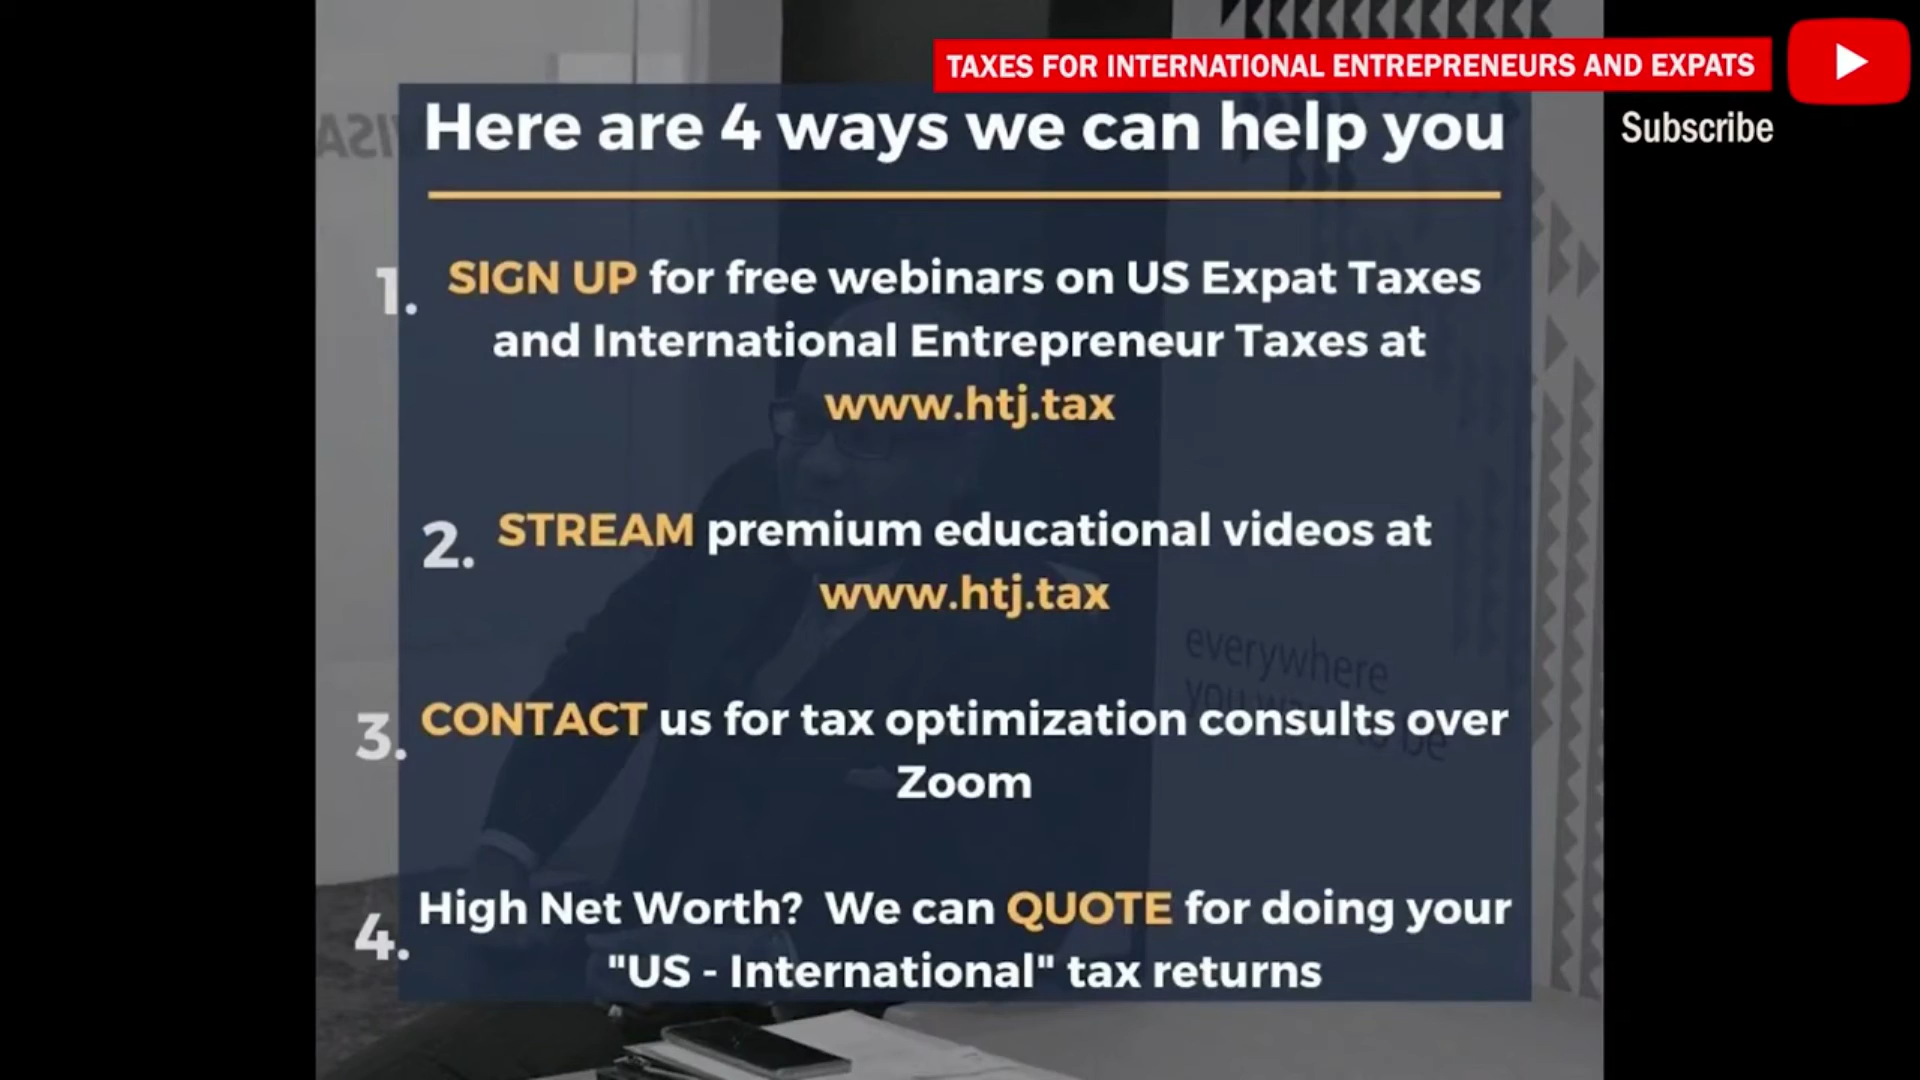 TAXES FOR INTERNATIONAL ENTREPRENEURS AND EXPATS
Subscribe
Here are 4 ways we can help you
1. SIGN UP for free webinars on US Expat Taxes
and International Entrepreneur Taxes at
www.htj.tax
2. STREAM premium educational videos at
www.htj.tax
everywhere
3. CONTACT us for tax optimization consults over
Zoom
4. High Net Worth?  We can QUOTE for doing your
"US - International" tax returns